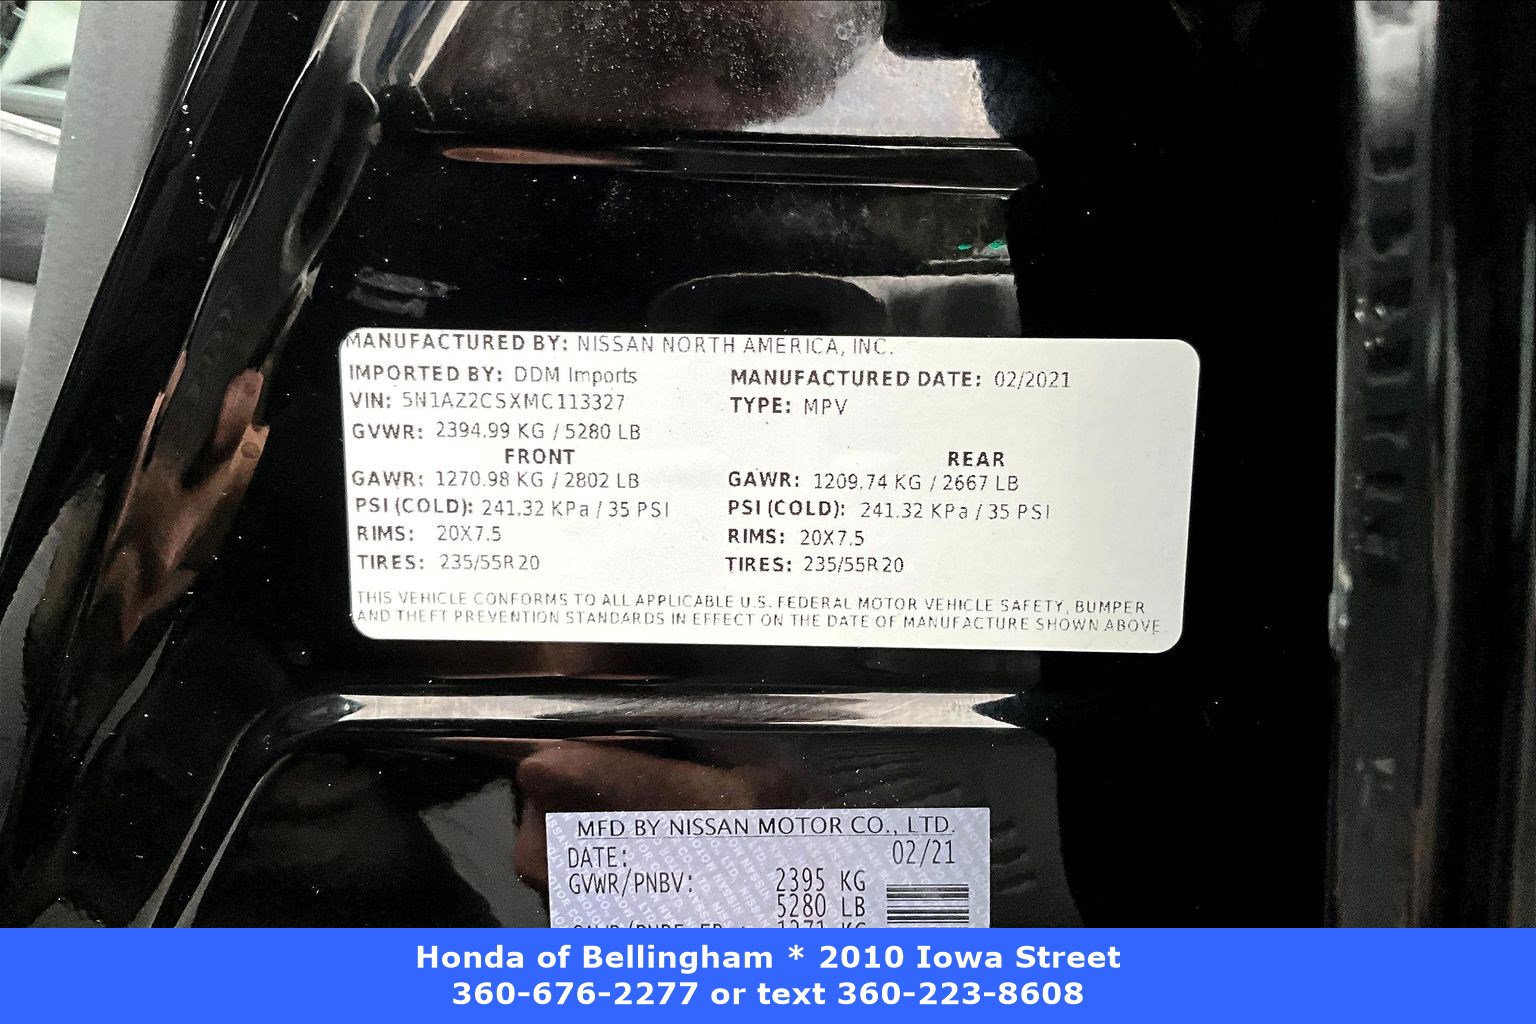 MANUFACTURED BY: NISSAN NORTH AMERICA, INC.
IMPORTED BY: DDM Imports
MANUFACTURED DATE: 02/2021
VIN: 5N1AZ2CSXMC113327
TYPE: MPV
GVWR: 2394.99 KG / 5280 LB
FRONT
REAR
GAWR: 1270.98 KG / 2802 LB
GAWR: 1209.74 KG / 2667 LB
PSI (COLD): 241.32 KPa / 35 PSI
PSI (COLD): 241.32 KPa / 35 PSI
RIMS: 20X7.5
RIMS: 20X7.5
TIRES: 235/55R20
TIRES: 235/55R20
THIS VEHICLE CONFORMS TO ALL APPLICABLE U.S. FEDERAL MOTOR VEHICLE SAFETY, BUMPER
AND THEFT PREVENTION STANDARDS IN EFFECT ON THE DATE OF MANUFACTURE SHOWN ABOVE
MFD BY NISSAN MOTOR CO., LTD.
DATE: 02/21
GVWR/PNBV: 2395 KG
5280 LB
Honda of Bellingham * 2010 Iowa Street
360-676-2277 or text 360-223-8608